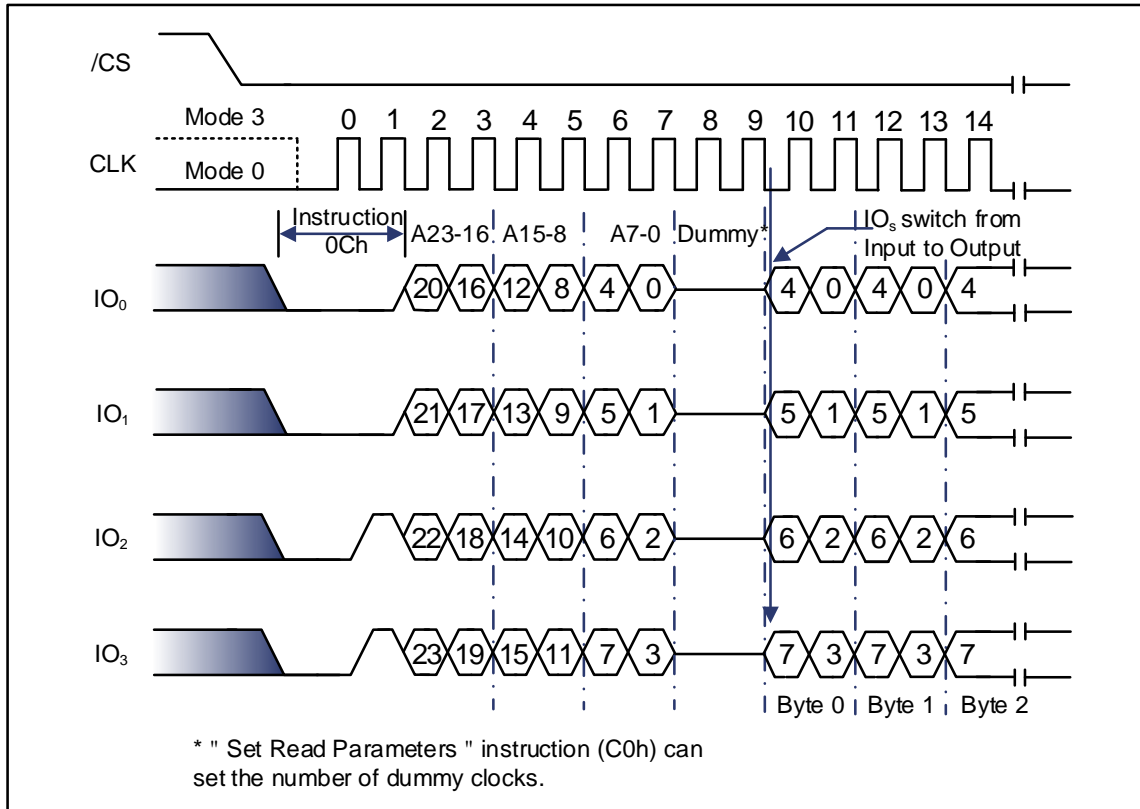 /CS
Mode 3
0 1 2 3 4 5 6 7 8 9 10 11 12 13 14
CLK
Mode 0
Instruction
0Ch
A23-16 A15-8 A7-0 Dummy*
IOs switch from
Input to Output
IO0 20 16 12 8 4 0 4 0 4 0 4
IO1 21 17 13 9 5 1 5 1 5 1 5
IO2 22 18 14 10 6 2 6 2 6 2 6
IO3 23 19 15 11 7 3 7 3 7 3 7
Byte 0 Byte 1 Byte 2
* " Set Read Parameters " instruction (C0h) can
set the number of dummy clocks.